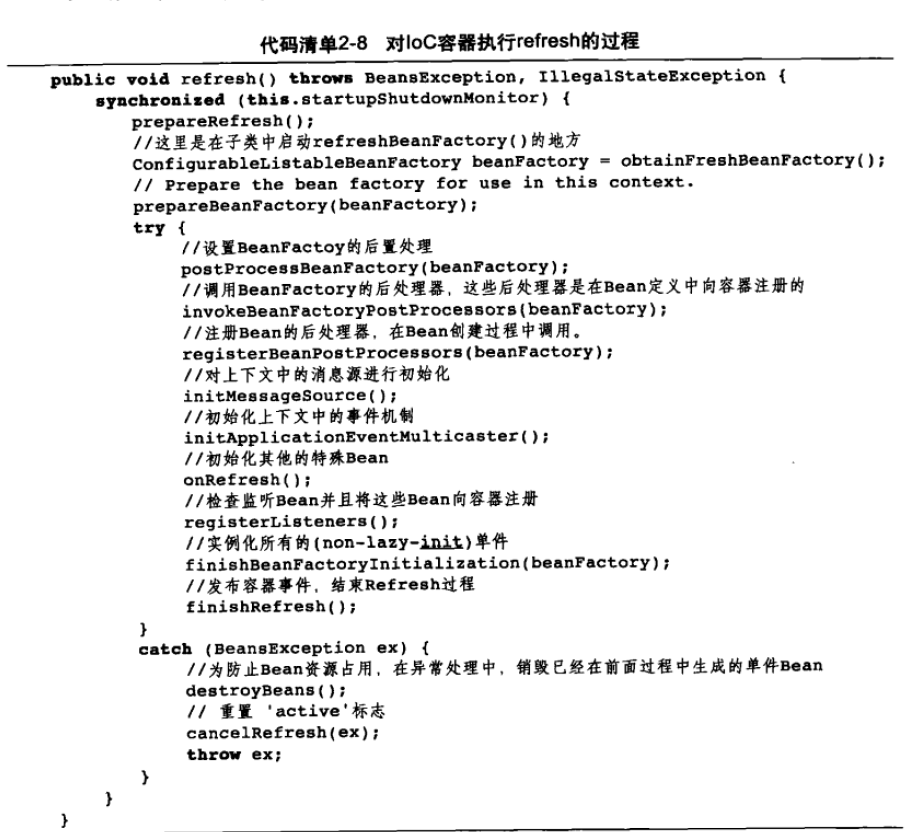 代码清单2-8 对IoC容器执行refresh的过程
public void refresh() throws BeansException, IllegalStateException {
synchronized (this.startupShutdownMonitor) {
prepareRefresh();
//这里是在子类中启动refreshBeanFactory()的地方
ConfigurableListableBeanFactory beanFactory = obtainFreshBeanFactory();
// Prepare the bean factory for use in this context.
prepareBeanFactory(beanFactory);
try {
//设置BeanFactoy的后置处理
postProcessBeanFactory(beanFactory);
//调用BeanFactory的后处理器，这些后处理器是在Bean定义中向容器注册的
invokeBeanFactoryPostProcessors(beanFactory);
//注册Bean的后处理器，在Bean创建过程中调用。
registerBeanPostProcessors(beanFactory);
//对上下文中的消息源进行初始化
initMessageSource();
//初始化上下文中的事件机制
initApplicationEventMulticaster();
//初始化其他的特殊Bean
onRefresh();
//检查监听Bean并且将这些Bean向容器注册
registerListeners();
//实例化所有的(non-lazy-init)单件
finishBeanFactoryInitialization(beanFactory);
//发布容器事件，结束Refresh过程
finishRefresh();
}
catch (BeansException ex) {
//为防止Bean资源占用，在异常处理中，销毁已经在前面过程中生成的单件Bean
destroyBeans();
// 重置 'active'标志
cancelRefresh(ex);
throw ex;
}
}
}